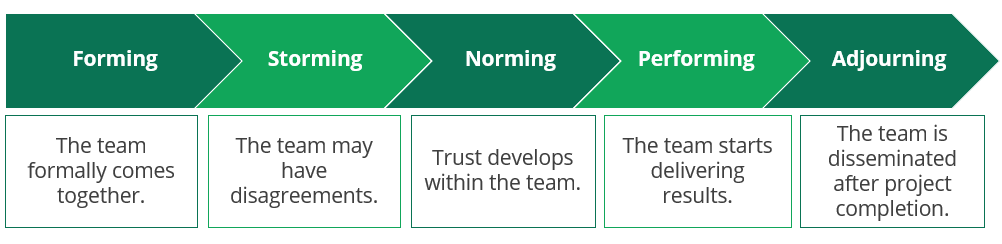 Forming
Storming
Norming
Performing
Adjourning
The team
formally comes
together.
The team may
have
disagreements.
Trust develops
within the team.
The team starts
delivering
results.
The team is
disseminated
after project
completion.